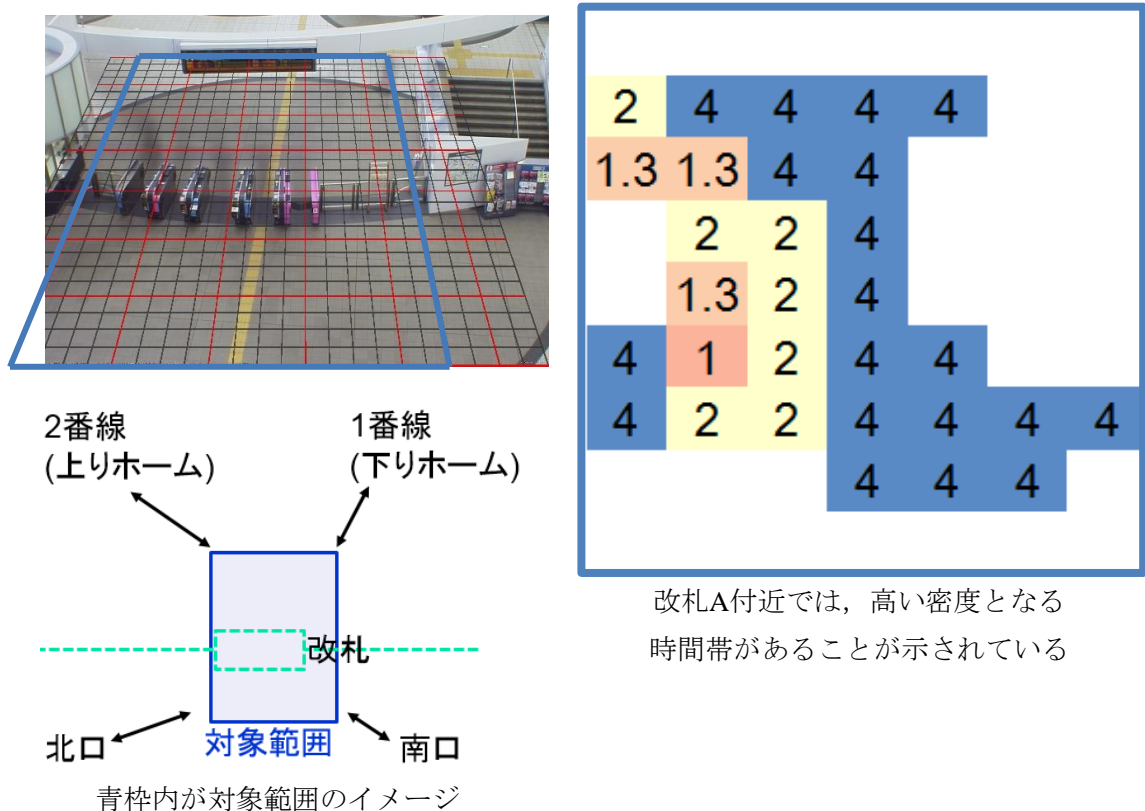 2 4 4 4 4
1.3 1.3 4 4
2 2 4
1.3 2 4
4 1 2 4 4
4 2 2 4 4 4 4
4 4 4
改札A付近では，高い密度となる
時間帯があることが示されている
2番線
(上りホーム)
1番線
(下りホーム)
改札
北口
対象範囲
南口
青枠内が対象範囲のイメージ